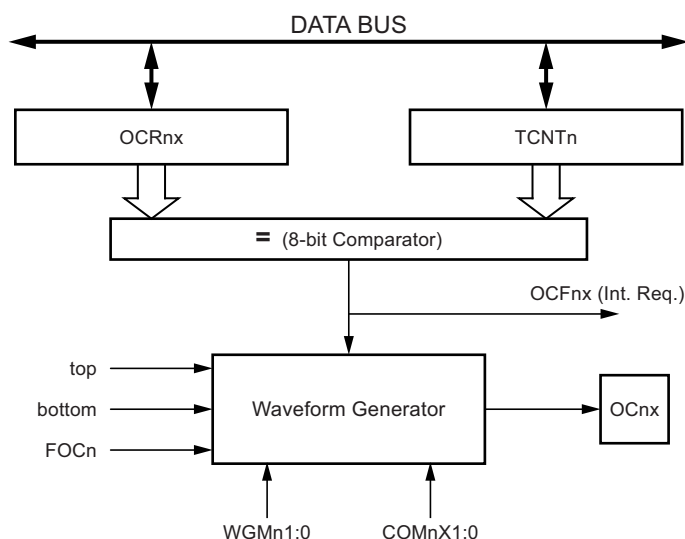 DATA BUS
OCRnx
TCNTn
= (8-bit Comparator)
OCFnx (Int. Req.)
top
bottom
FOCn
Waveform Generator
OCnx
WGMn1:0
COMnX1:0